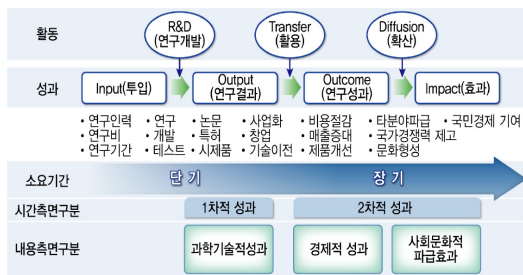 활동
R&D
(연구개발)
Transfer
(활용)
Diffusion
(확산)
성과
Input(투입)
Output
(연구결과)
Outcome
(연구성과)
Impact(효과)
• 연구인력 • 연구 • 논문 • 사업화 • 비용절감 • 타분야파급 • 국민경제 기여
• 연구비 • 개발 • 특허 • 창업 • 매출증대 • 국가경쟁력 제고
• 연구기간 • 테스트 • 시제품 • 기술이전 • 제품개선 • 문화형성
소요기간 단기 장기
시간측면구분 1차적 성과 2차적 성과
내용측면구분
과학기술적성과
경제적 성과
사회문화적
파급효과